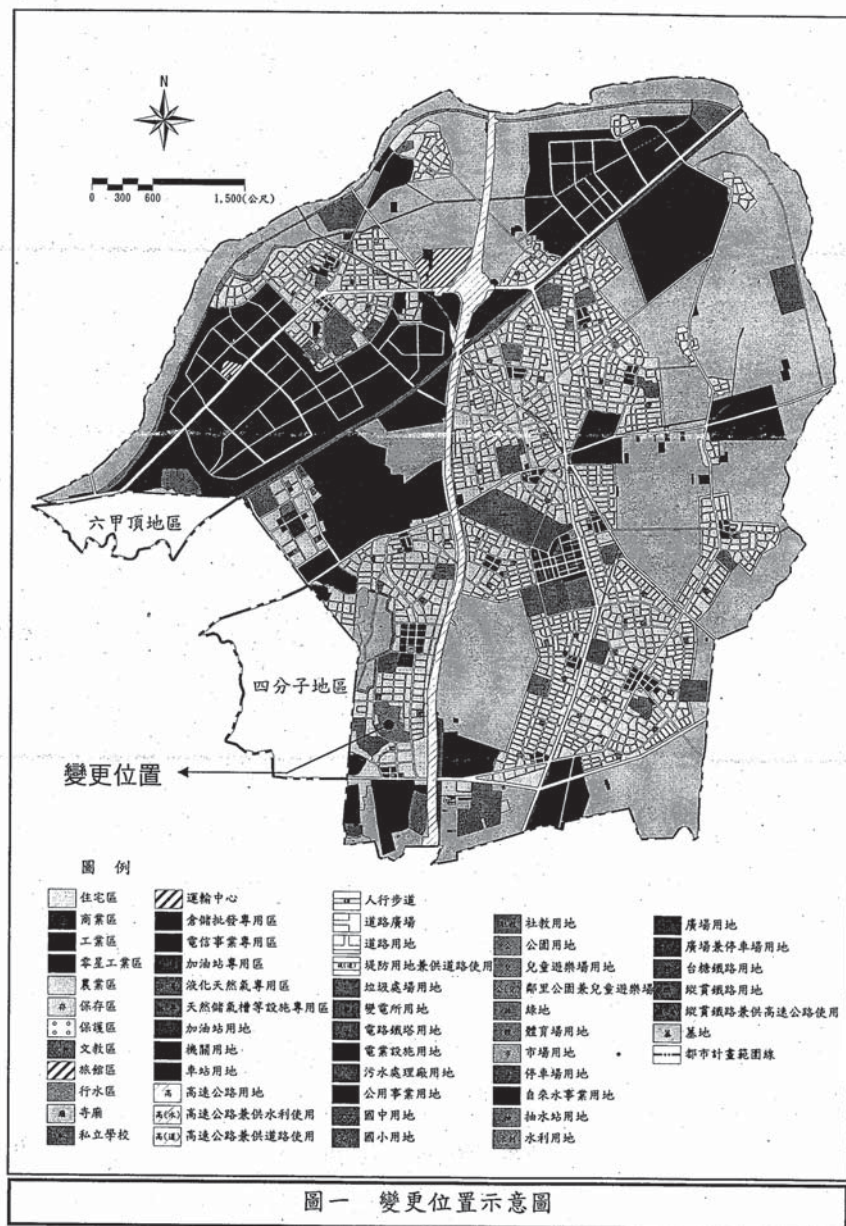 N
0 300 600 1,500(公尺)
六甲頂地區
四分子地區
變更位置
圖 例
住宅區
商業區
工業區
零星工業區
農業區
保存區
保護區
文教區
旅館區
行水區
寺廟
私立學校
運輸中心
倉儲批發專用區
電信事業專用區
加油站專用區
液化天然氣專用區
天然儲氣槽等設施專用區
加油站用地
機關用地
車站用地
高 高速公路用地
高(水) 高速公路兼供水利使用
高(道) 高速公路兼供道路使用
人行步道
道路廣場
道路用地
堤防用地兼供道路使用
垃圾處場用地
變電所用地
電路鐵塔用地
電業設施用地
污水處理廠用地
公用事業用地
國中用地
國小用地
社教用地
公園用地
兒童遊樂場用地
鄰里公園兼兒童遊樂場
綠地
體育場用地
市場用地
停車場用地
自來水事業用地
抽水站用地
水利用地
廣場用地
廣場兼停車場用地
台糖鐵路用地
縱貫鐵路用地
縱貫鐵路兼供高速公路使用
墓地
都市計畫範圍線
圖一 變更位置示意圖